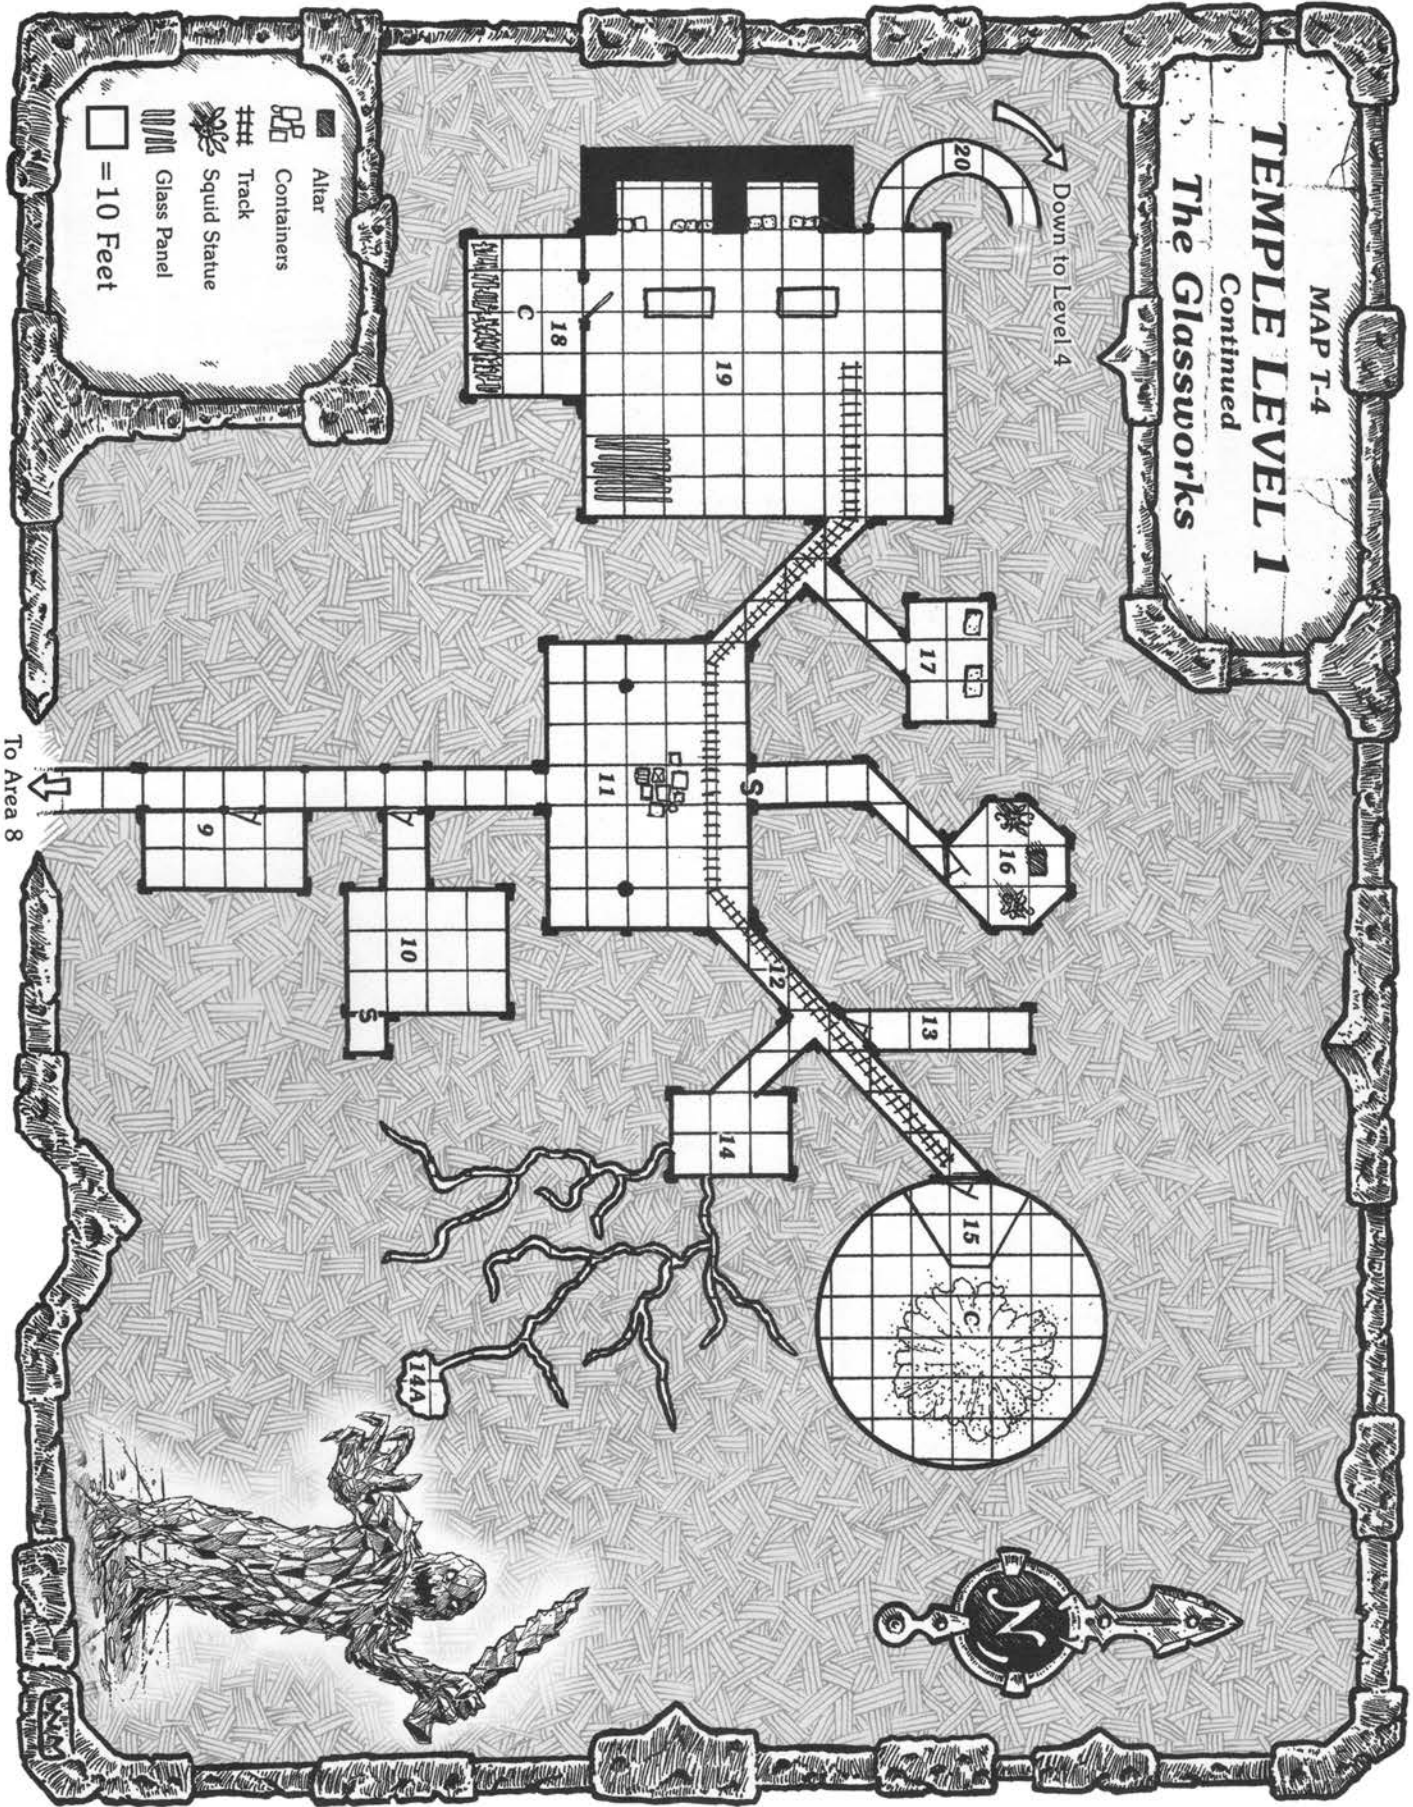 MAP T-4
TEMPLE LEVEL 1
Continued
The Glassworks
Down to Level 4
20
19
18
C
17
16
S
11
12
13
15
C
14
14A
10
S
9
To Area 8
N
Altar
Containers
Track
Squid Statue
Glass Panel
=10 Feet